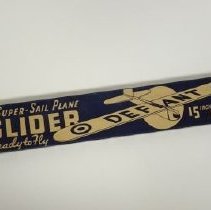 SUPER-SAIL PLANE
GLIDER
Ready to Fly
DEFIANT
15